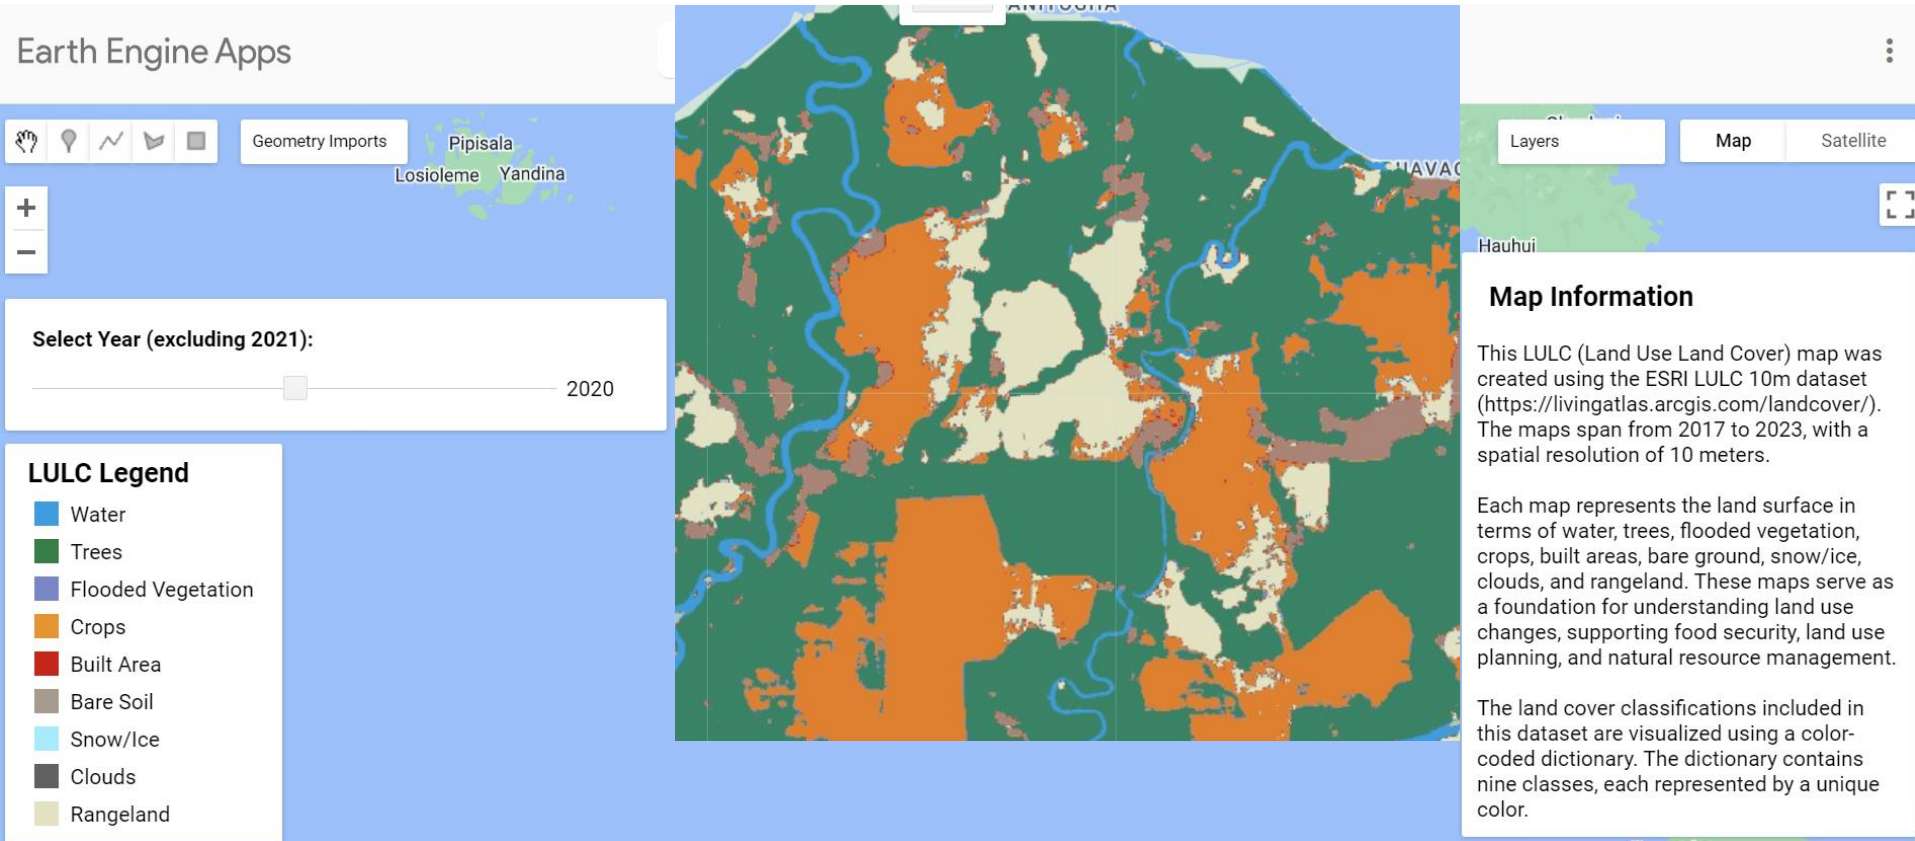 Earth Engine Apps
Geometry Imports
Pipisala
Losioleme
Yandina
+
−
Select Year (excluding 2021):
2020
LULC Legend
Water
Trees
Flooded Vegetation
Crops
Built Area
Bare Soil
Snow/Ice
Clouds
Rangeland
Layers
Map
Satellite
Hauhui
Map Information
This LULC (Land Use Land Cover) map was
created using the ESRI LULC 10m dataset
(https://livingatlas.arcgis.com/landcover/).
The maps span from 2017 to 2023, with a
spatial resolution of 10 meters.
Each map represents the land surface in
terms of water, trees, flooded vegetation,
crops, built areas, bare ground, snow/ice,
clouds, and rangeland. These maps serve as
a foundation for understanding land use
changes, supporting food security, land use
planning, and natural resource management.
The land cover classifications included in
this dataset are visualized using a color-
coded dictionary. The dictionary contains
nine classes, each represented by a unique
color.